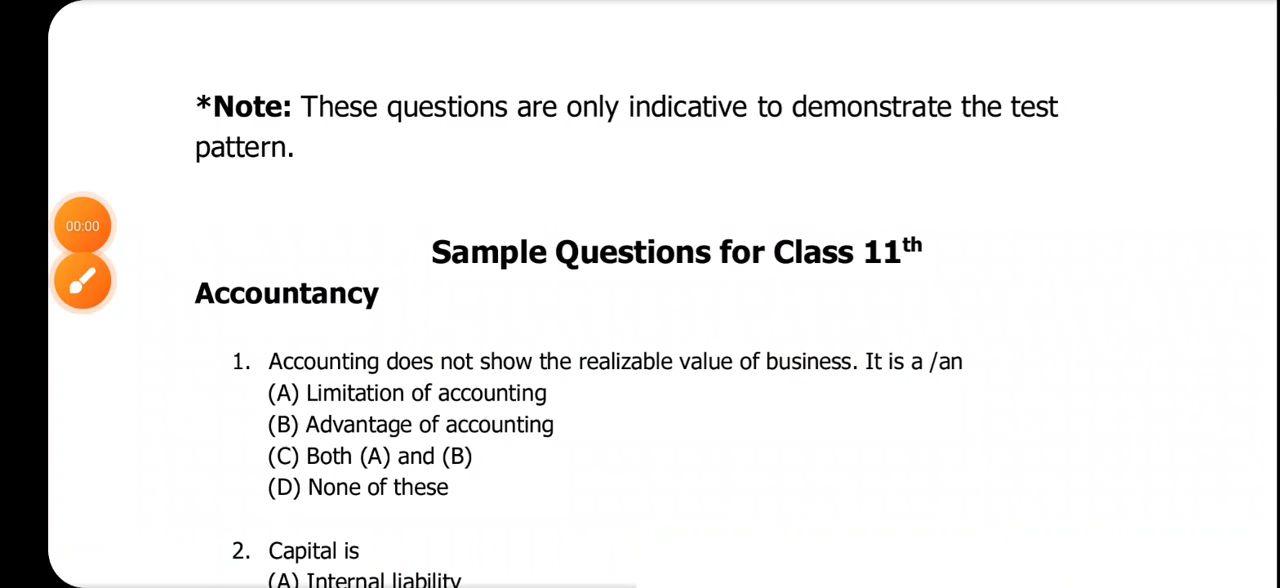 *Note: These questions are only indicative to demonstrate the test
pattern.
00:00
Sample Questions for Class 11th
Accountancy
1. Accounting does not show the realizable value of business. It is a /an
(A) Limitation of accounting
(B) Advantage of accounting
(C) Both (A) and (B)
(D) None of these
2. Capital is
(A) Internal liability